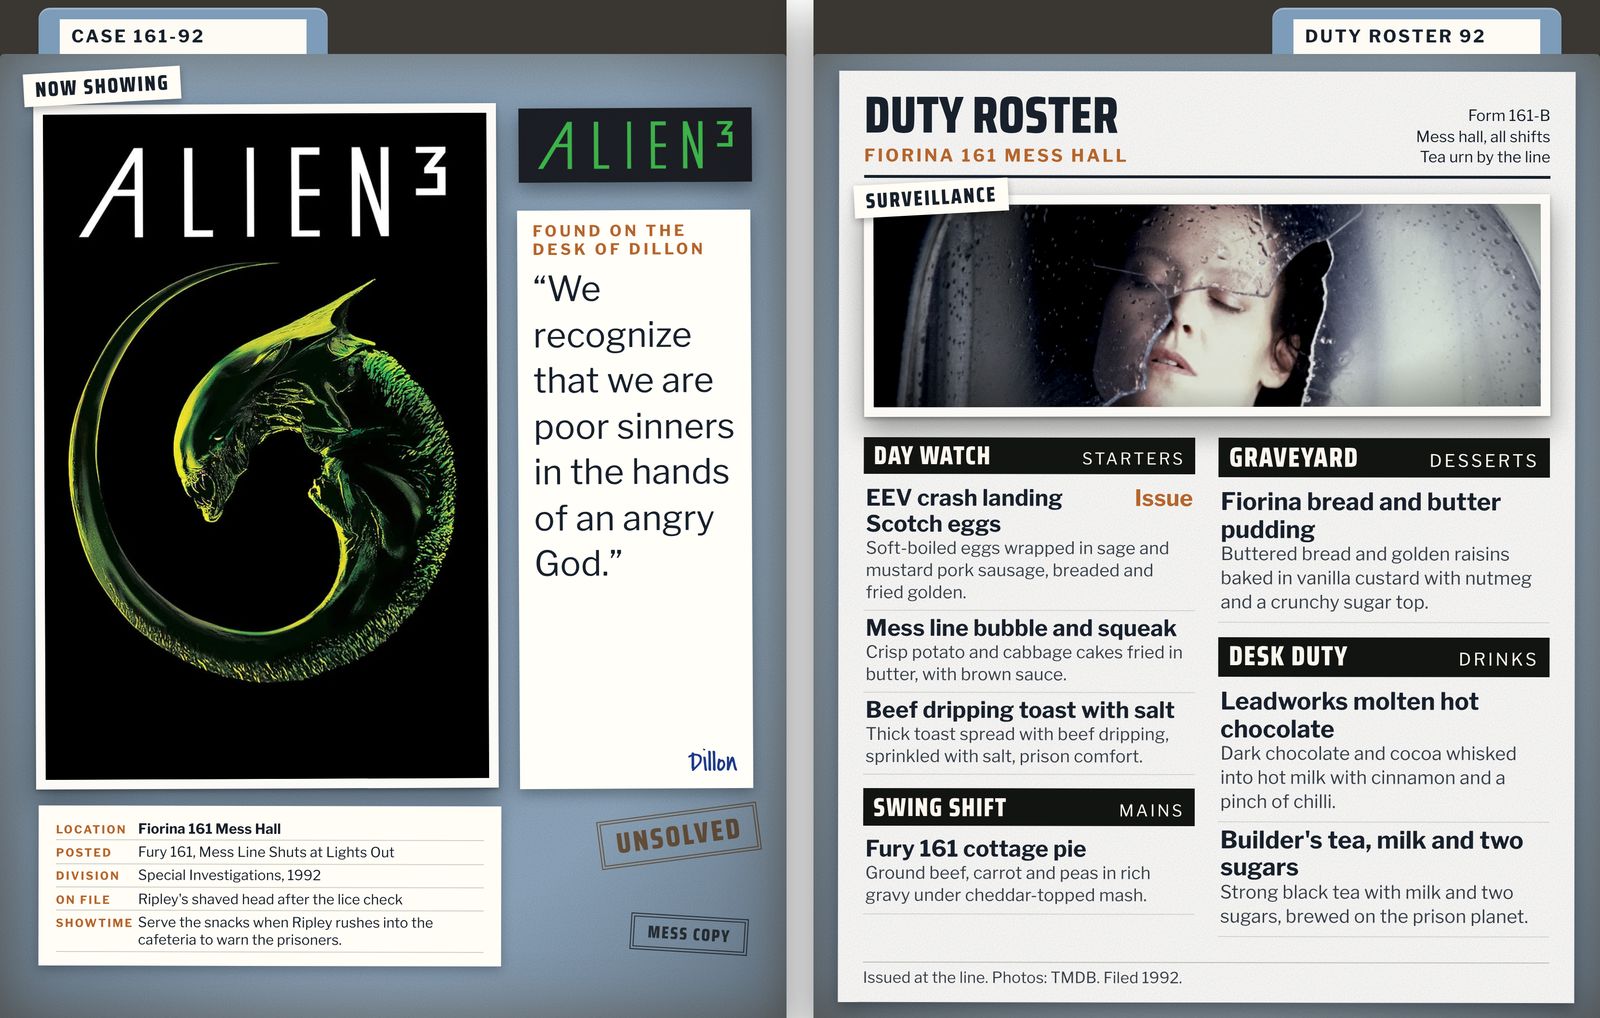 CASE 161-92
NOW SHOWING
ALIEN³
ALIEN³
FOUND ON THE
DESK OF DILLON
“We
recognize
that we are
poor sinners
in the hands
of an angry
God.”
Dillon
LOCATION Fiorina 161 Mess Hall
POSTED Fury 161, Mess Line Shuts at Lights Out
DIVISION Special Investigations, 1992
ON FILE Ripley's shaved head after the lice check
SHOWTIME Serve the snacks when Ripley rushes into the
cafeteria to warn the prisoners.
UNSOLVED
MESS COPY
DUTY ROSTER 92
DUTY ROSTER
FIORINA 161 MESS HALL
Form 161-B
Mess hall, all shifts
Tea urn by the line
SURVEILLANCE
DAY WATCH STARTERS
EEV crash landing Issue
Scotch eggs
Soft-boiled eggs wrapped in sage and
mustard pork sausage, breaded and
fried golden.
Mess line bubble and squeak
Crisp potato and cabbage cakes fried in
butter, with brown sauce.
Beef dripping toast with salt
Thick toast spread with beef dripping,
sprinkled with salt, prison comfort.
SWING SHIFT MAINS
Fury 161 cottage pie
Ground beef, carrot and peas in rich
gravy under cheddar-topped mash.
GRAVEYARD DESSERTS
Fiorina bread and butter
pudding
Buttered bread and golden raisins
baked in vanilla custard with nutmeg
and a crunchy sugar top.
DESK DUTY DRINKS
Leadworks molten hot
chocolate
Dark chocolate and cocoa whisked
into hot milk with cinnamon and a
pinch of chilli.
Builder's tea, milk and two
sugars
Strong black tea with milk and two
sugars, brewed on the prison planet.
Issued at the line. Photos: TMDB. Filed 1992.